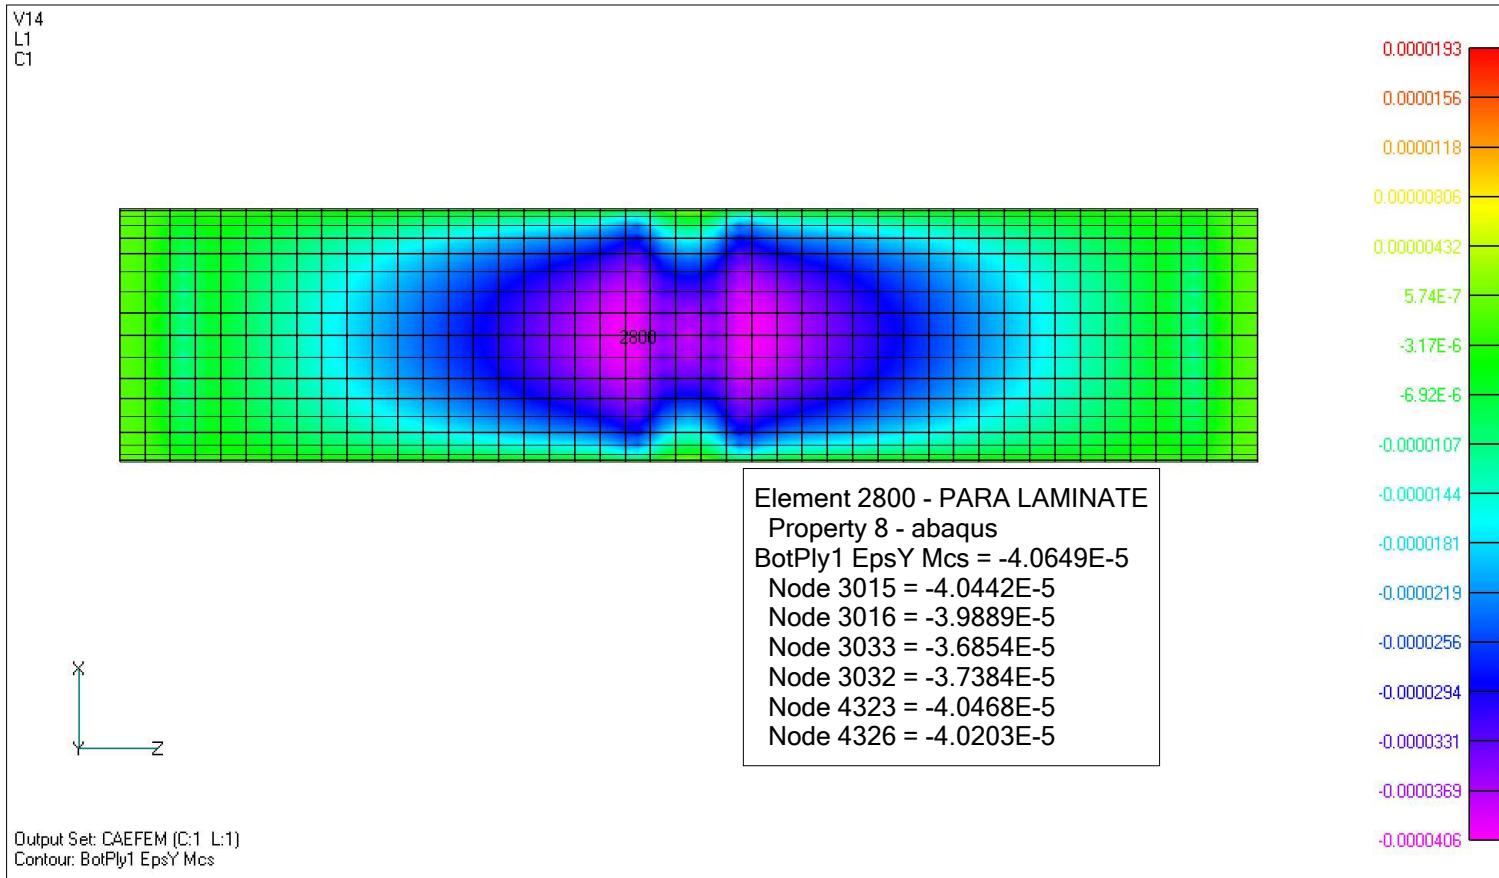 V14
L1
C1
0.0000193
0.0000156
0.0000118
0.00000806
0.00000432
5.74E-7
-3.17E-6
-6.92E-6
-0.0000107
-0.0000144
-0.0000181
-0.0000219
-0.0000256
-0.0000294
-0.0000331
-0.0000369
-0.0000406
2800
Element 2800 - PARA LAMINATE
Property 8 - abaqus
BotPly1 EpsY Mcs = -4.0649E-5
Node 3015 = -4.0442E-5
Node 3016 = -3.9889E-5
Node 3033 = -3.6854E-5
Node 3032 = -3.7384E-5
Node 4323 = -4.0468E-5
Node 4326 = -4.0203E-5
X
Y Z
Output Set: CAEFEM (C:1 L:1)
Contour: BotPly1 EpsY Mcs